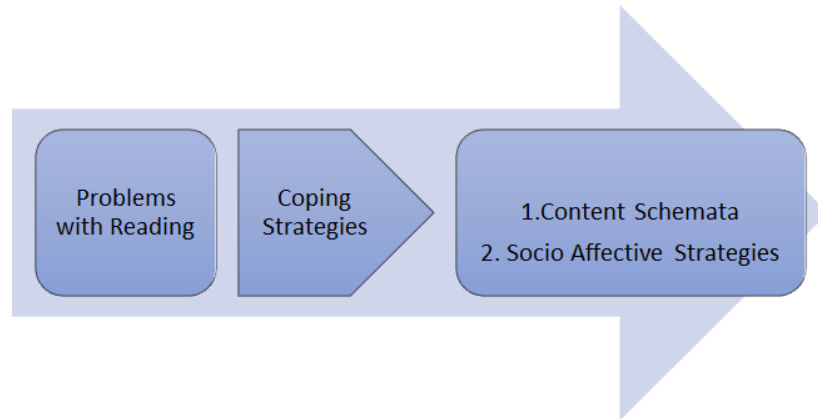 Problems
with Reading
Coping
Strategies
1.Content Schemata
2. Socio Affective Strategies